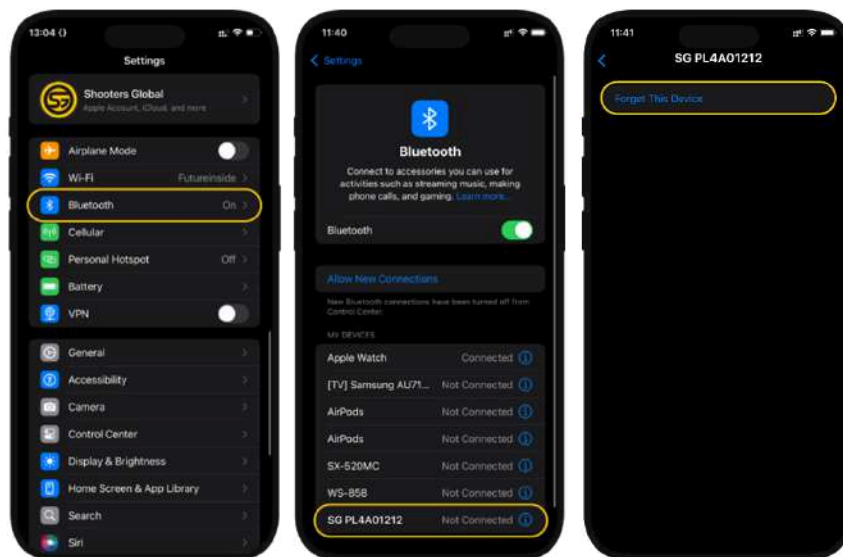 13:04
Settings
SG
Shooters Global
Apple Account, iCloud, and more
Airplane Mode
Wi-Fi Futureinside
Bluetooth On
Cellular
Personal Hotspot Off
Battery
VPN
General
Accessibility
Camera
Control Center
Display & Brightness
Home Screen & App Library
Search
Siri
11:40
Settings
Bluetooth
Connect to accessories you can use for
activities such as streaming music, making
phone calls, and gaming. Learn more...
Bluetooth
Allow New Connections
New Bluetooth connections have been turned off from
Control Center.
MY DEVICES
Apple Watch Connected
[TV] Samsung AU71... Not Connected
AirPods Not Connected
AirPods Not Connected
SX-520MC Not Connected
WS-858 Not Connected
SG PL4A01212 Not Connected
11:41
SG PL4A01212
Forget This Device